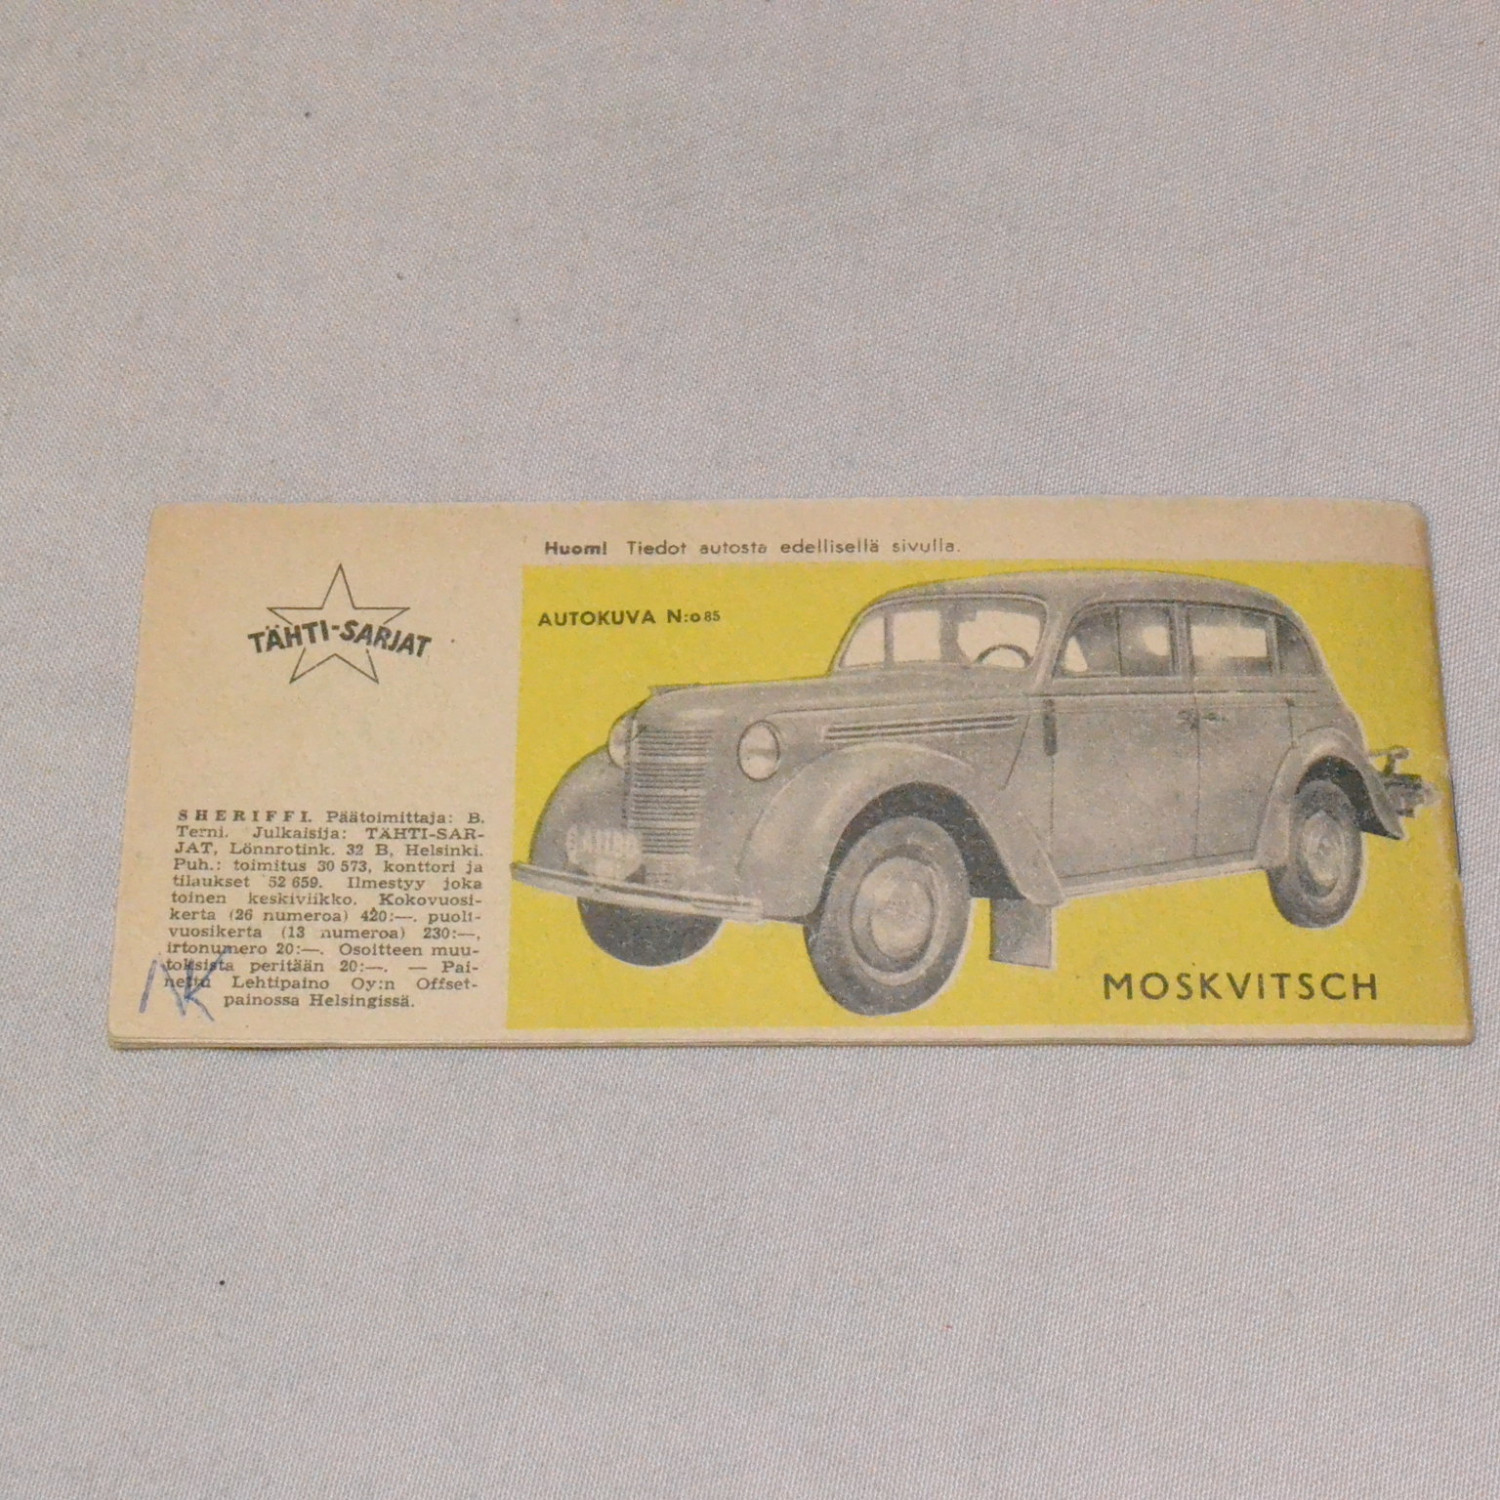 Huom! Tiedot autosta edellisellä sivulla.
TÄHTI-SARJAT
AUTOKUVA N:o 85
SHERIFFI. Päätoimittaja: B.
Terni. Julkaisija: TÄHTI-SAR-
JAT, Lönnrotink. 32 B, Helsinki.
Puh.: toimitus 30 573, konttori ja
tilaukset 52 659. Ilmestyy joka
toinen keskiviikko. Kokovuosi-
kerta (26 numeroa) 420:—. puoli-
vuosikerta (13 numeroa) 230:—,
irtonumero 20:—. Osoitteen muu-
toksista peritään 20:—. — Pai-
nettu Lehtipaino Oy:n Offset-
painossa Helsingissä.
MOSKVITSCH